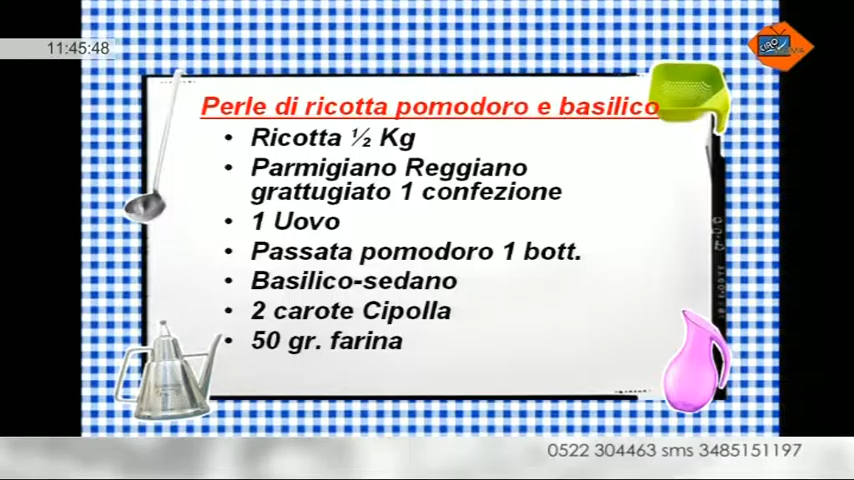 11:45:48
CIRO
Perle di ricotta pomodoro e basilico
• Ricotta ½ Kg
• Parmigiano Reggiano
grattugiato 1 confezione
• 1 Uovo
• Passata pomodoro 1 bott.
• Basilico-sedano
• 2 carote Cipolla
• 50 gr. farina
0522 304463 sms 3485151197